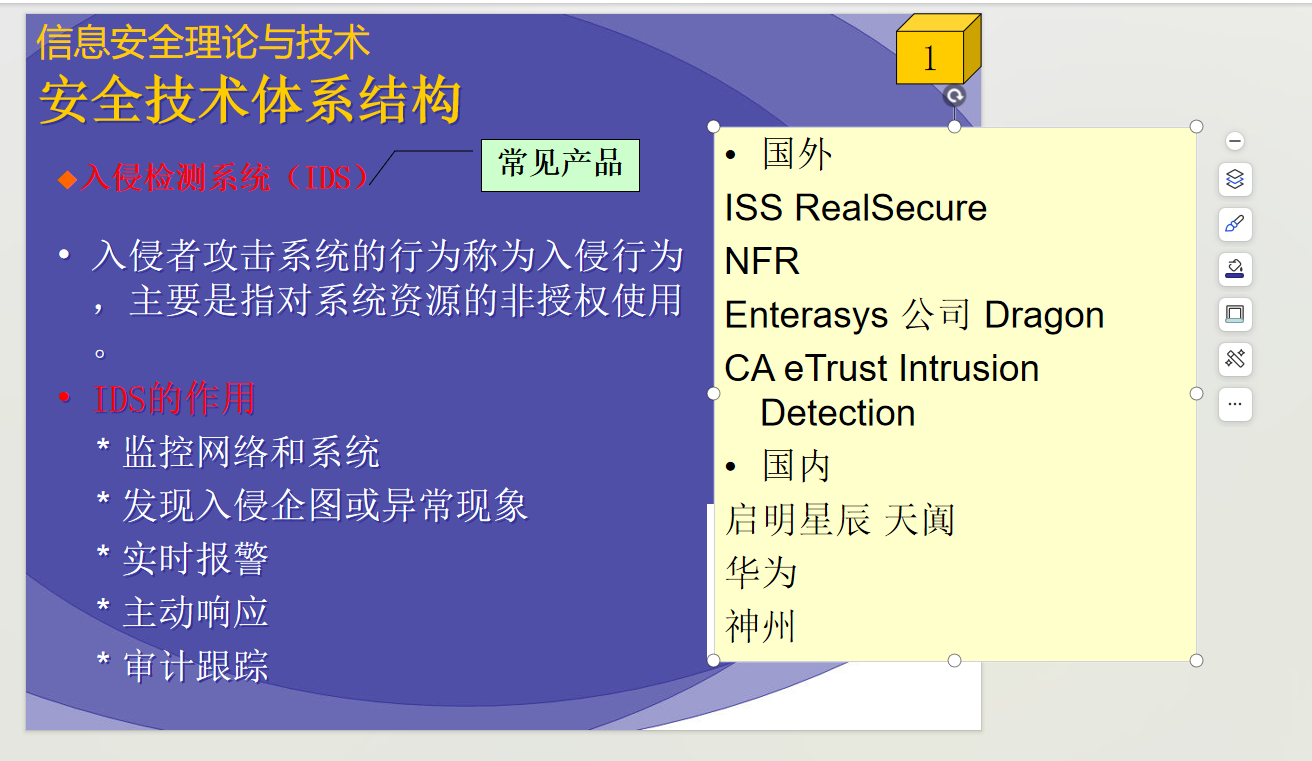 信息安全理论与技术
安全技术体系结构
1
◆入侵检测系统（IDS）
常见产品
• 入侵者攻击系统的行为称为入侵行为
，主要是指对系统资源的非授权使用
。
• IDS的作用
* 监控网络和系统
* 发现入侵企图或异常现象
* 实时报警
* 主动响应
* 审计跟踪
• 国外
ISS RealSecure
NFR
Enterasys 公司 Dragon
CA eTrust Intrusion
Detection
• 国内
启明星辰 天阗
华为
神州